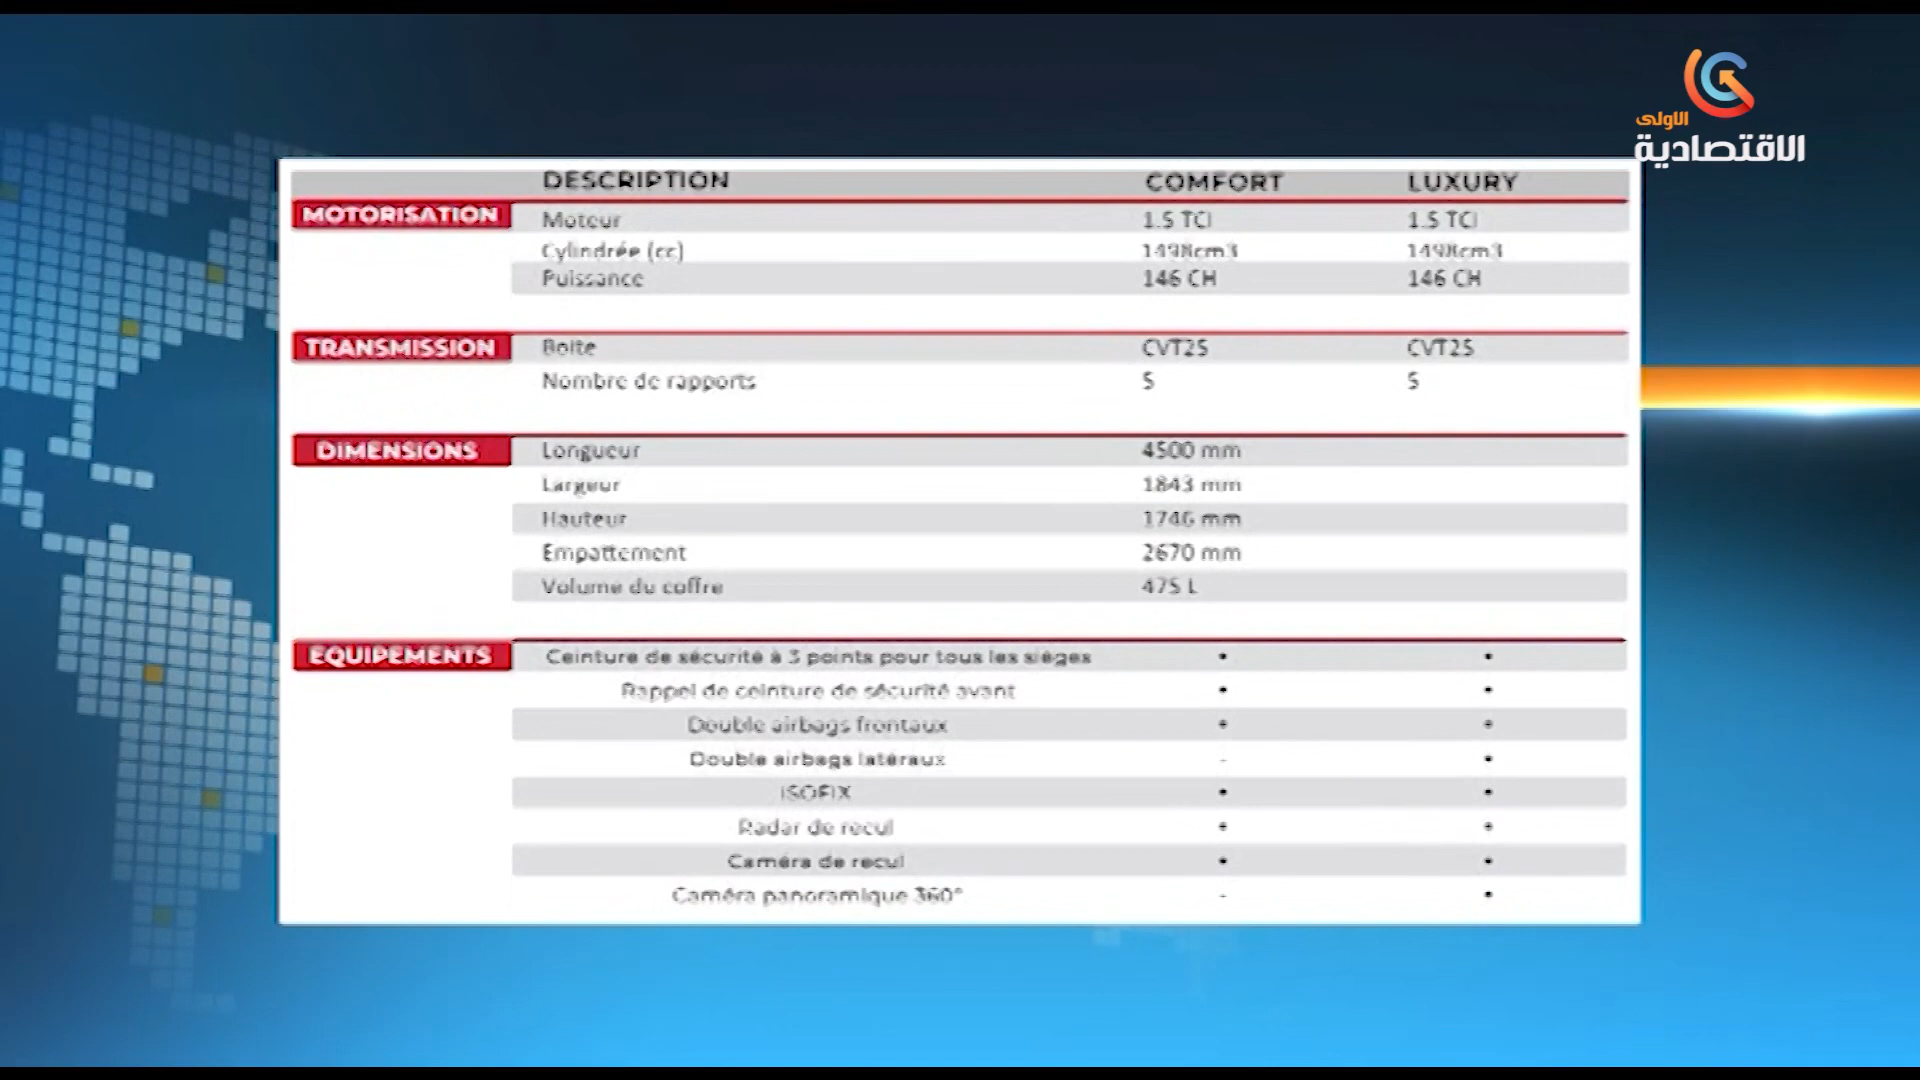 الاولى
الاقتصادية
DESCRIPTION COMFORT LUXURY
MOTORISATION Moteur 1.5 TCI 1.5 TCI
Cylindrée (cc) 1498cm3 1498cm3
Puissance 146 CH 146 CH
TRANSMISSION Boite CVT25 CVT25
Nombre de rapports 5 5
DIMENSIONS Longueur 4500 mm
Largeur 1843 mm
Hauteur 1746 mm
Empattement 2670 mm
Volume du coffre 475 L
EQUIPEMENTS Ceinture de sécurité à 3 points pour tous les sièges • •
Rappel de ceinture de sécurité avant • •
Double airbags frontaux • •
Double airbags latéraux - •
ISOFIX • •
Radar de recul • •
Caméra de recul • •
Caméra panoramique 360° - •